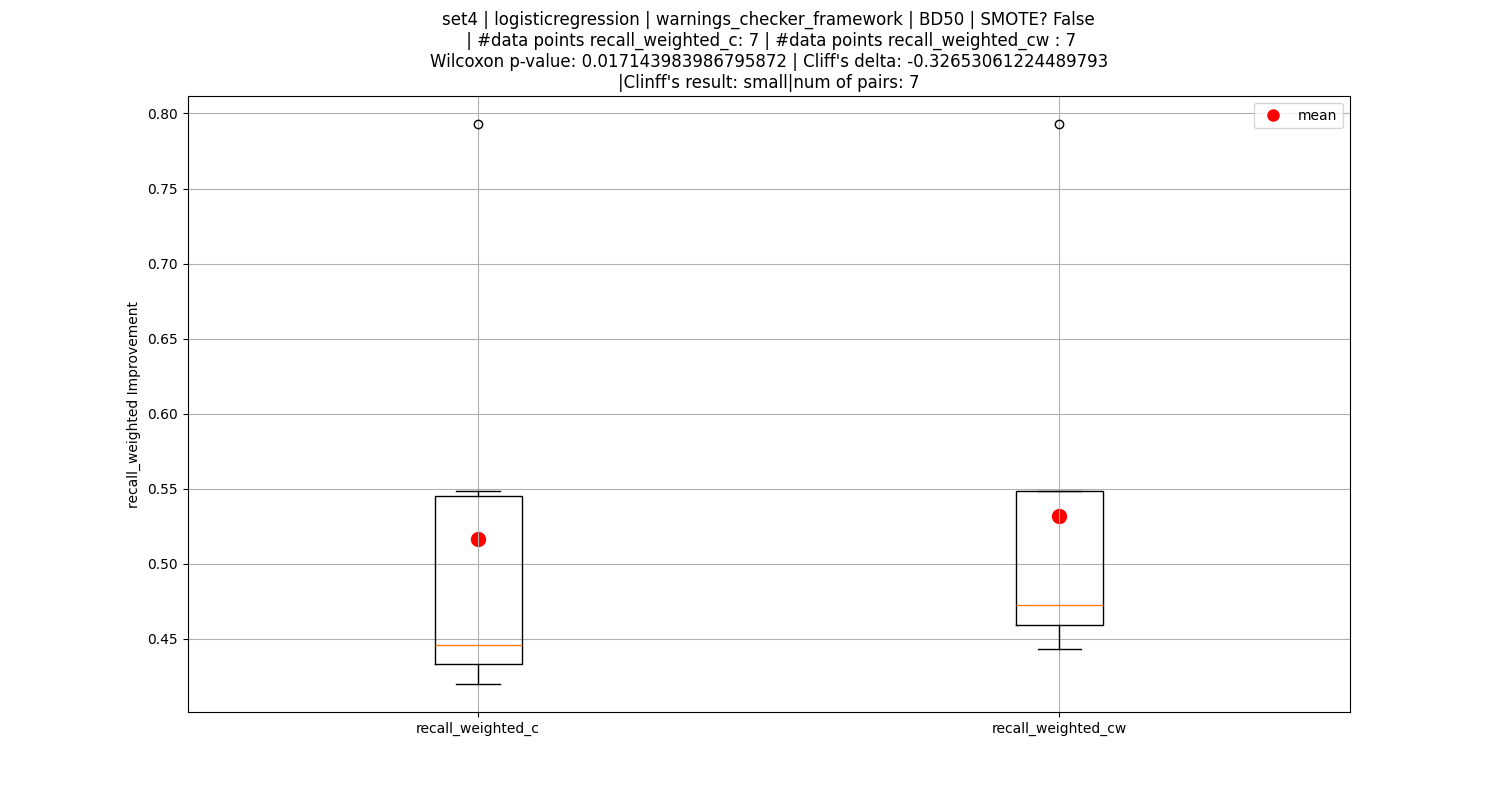 set4 | logisticregression | warnings_checker_framework | BD50 | SMOTE? False
| #data points recall_weighted_c: 7 | #data points recall_weighted_cw : 7
Wilcoxon p-value: 0.017143983986795872 | Cliff's delta: -0.32653061224489793
|Clinff's result: small|num of pairs: 7
mean
0.80
0.75
0.70
0.65
0.60
0.55
0.50
0.45
recall_weighted Improvement
recall_weighted_c
recall_weighted_cw